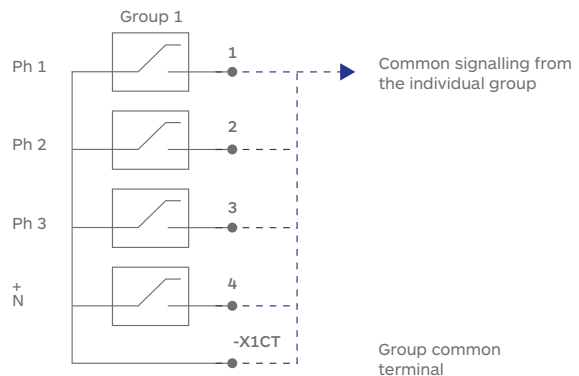 Group 1
Ph 1
1
Common signalling from
the individual group
Ph 2
2
Ph 3
3
+
N
4
-X1CT
Group common
terminal